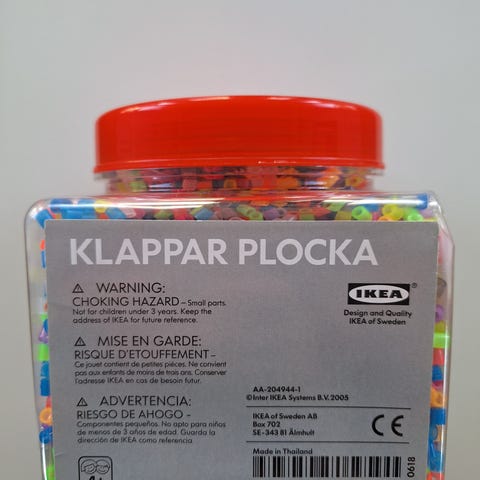 KLAPPAR PLOCKA
⚠ WARNING:
CHOKING HAZARD – Small parts.
Not for children under 3 years. Keep the
address of IKEA for future reference.
⚠ MISE EN GARDE:
RISQUE D'ETOUFFEMENT –
Ce jouet contient de petites pièces. Ne convient
pas aux enfants de moins de trois ans. Conserver
l'adresse IKEA en cas de besoin futur.
⚠ ADVERTENCIA:
RIESGO DE AHOGO -
Componentes pequeños. No apto para niños
de menos de 3 años de edad. Guarda la
dirección de IKEA como referencia
IKEA®
Design and Quality
IKEA of Sweden
AA-204944-1
©Inter IKEA Systems B.V. 2005
IKEA of Sweden AB
Box 702
SE-343 81 Älmhult
CE
Made in Thailand
0618
4+